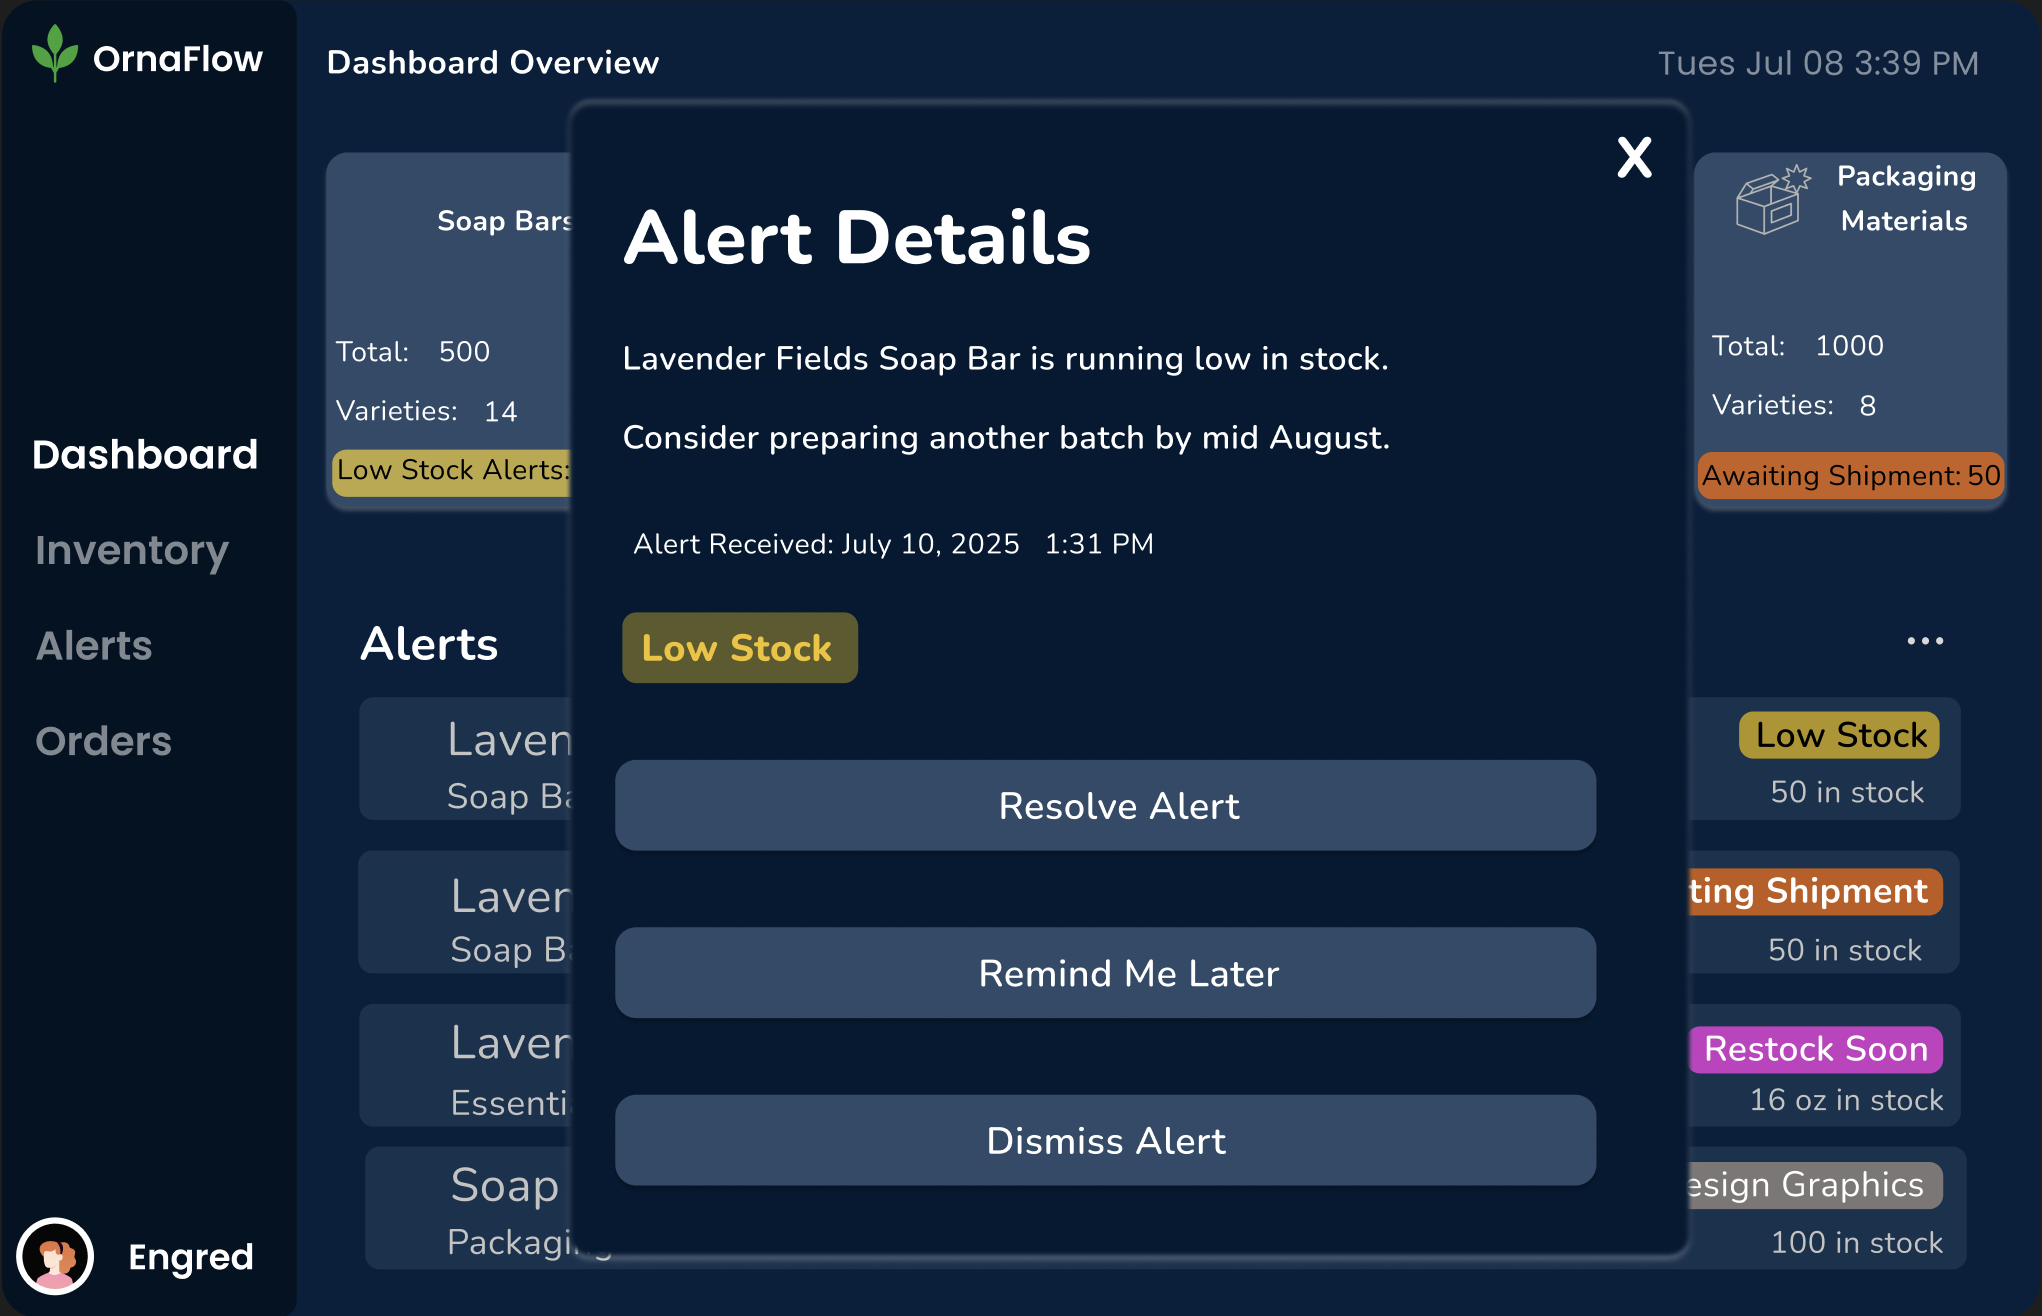 OrnaFlow
Dashboard Overview
Tues Jul 08 3:39 PM
X
Soap Bars
Total: 500
Varieties: 14
Low Stock Alerts:
Packaging
Materials
Total: 1000
Varieties: 8
Awaiting Shipment: 50
Dashboard
Inventory
Alerts
Orders
Engred
Alert Details
Lavender Fields Soap Bar is running low in stock.
Consider preparing another batch by mid August.
Alert Received: July 10, 2025 1:31 PM
Low Stock
Resolve Alert
Remind Me Later
Dismiss Alert
Alerts
...
Laven
Soap Ba
Low Stock
50 in stock
Laven
Soap B
ting Shipment
50 in stock
Laven
Essenti
Restock Soon
16 oz in stock
Soap
Packaging
esign Graphics
100 in stock